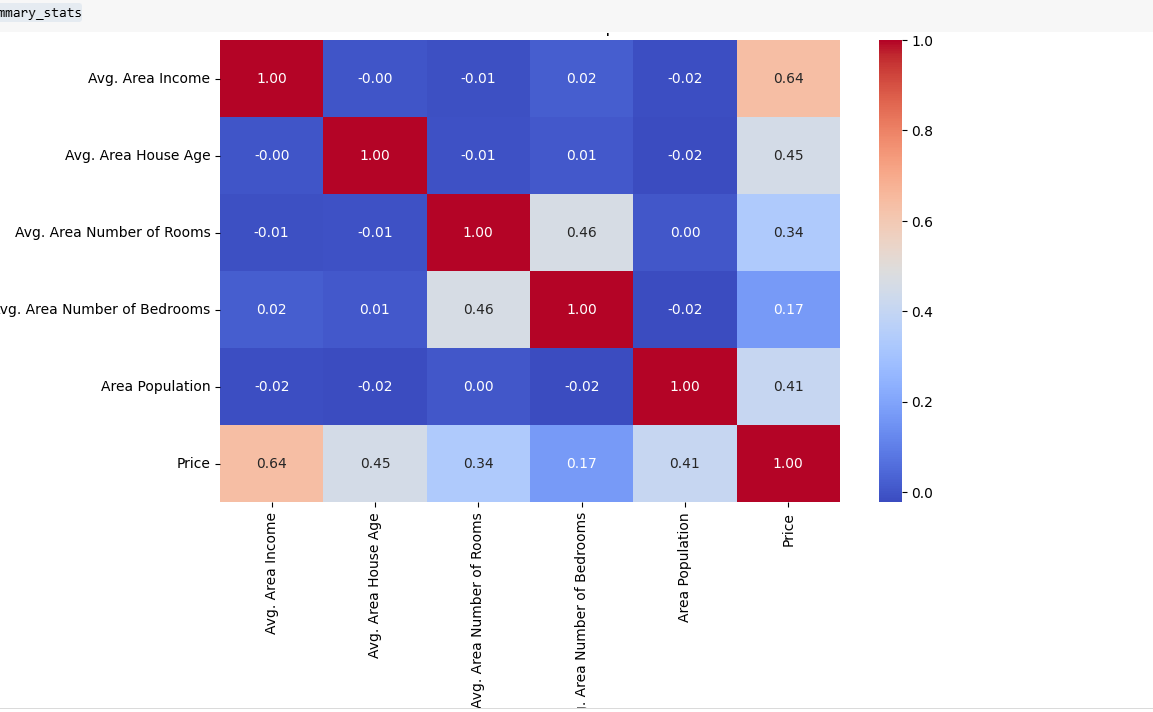 mmary_stats
1.0
Avg. Area Income 1.00 -0.00 -0.01 0.02 -0.02 0.64
0.8
Avg. Area House Age -0.00 1.00 -0.01 0.01 -0.02 0.45
0.6
Avg. Area Number of Rooms -0.01 -0.01 1.00 0.46 0.00 0.34
vg. Area Number of Bedrooms 0.02 0.01 0.46 1.00 -0.02 0.17
0.4
Area Population -0.02 -0.02 0.00 -0.02 1.00 0.41
0.2
Price 0.64 0.45 0.34 0.17 0.41 1.00
0.0
Avg. Area Income
Avg. Area House Age
Avg. Area Number of Rooms
. Area Number of Bedrooms
Area Population
Price